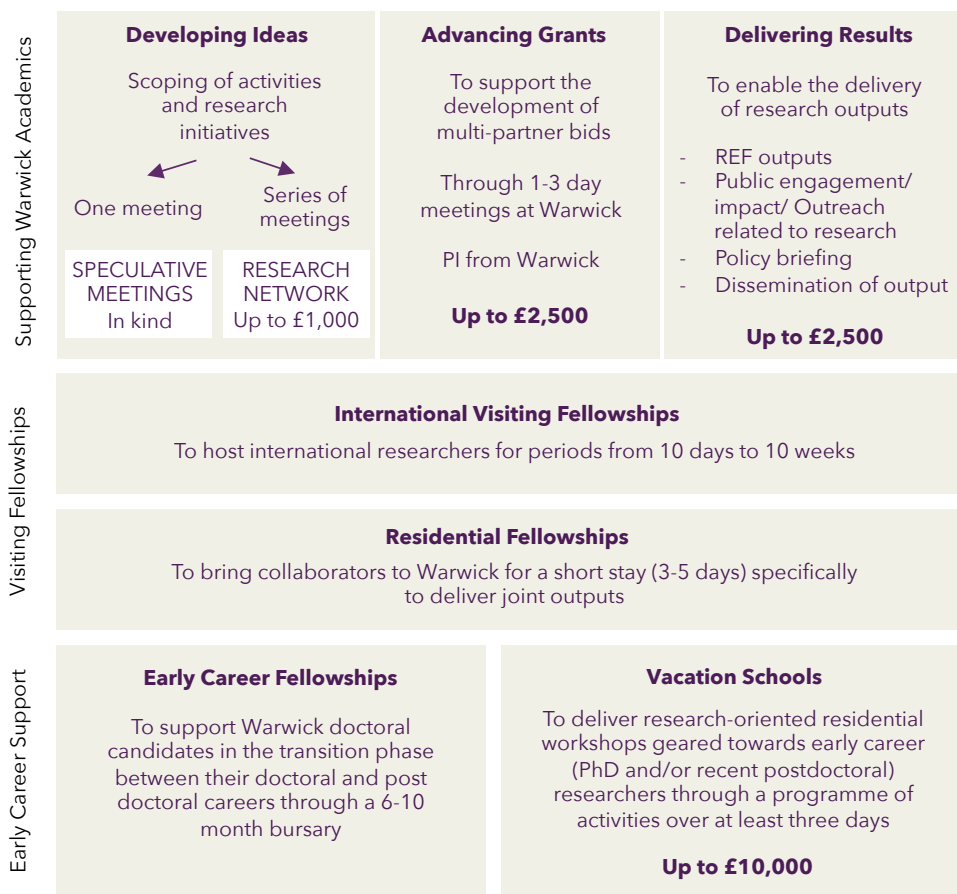 Supporting Warwick Academics
Developing Ideas
Scoping of activities
and research
initiatives
One meeting
Series of
meetings
SPECULATIVE
MEETINGS
In kind
RESEARCH
NETWORK
Up to £1,000
Advancing Grants
To support the
development of
multi-partner bids
Through 1-3 day
meetings at Warwick
PI from Warwick
Up to £2,500
Delivering Results
To enable the delivery
of research outputs
- REF outputs
- Public engagement/
impact/ Outreach
related to research
- Policy briefing
- Dissemination of output
Up to £2,500
Visiting Fellowships
International Visiting Fellowships
To host international researchers for periods from 10 days to 10 weeks
Residential Fellowships
To bring collaborators to Warwick for a short stay (3-5 days) specifically
to deliver joint outputs
Early Career Support
Early Career Fellowships
To support Warwick doctoral
candidates in the transition phase
between their doctoral and post
doctoral careers through a 6-10
month bursary
Vacation Schools
To deliver research-oriented residential
workshops geared towards early career
(PhD and/or recent postdoctoral)
researchers through a programme of
activities over at least three days
Up to £10,000